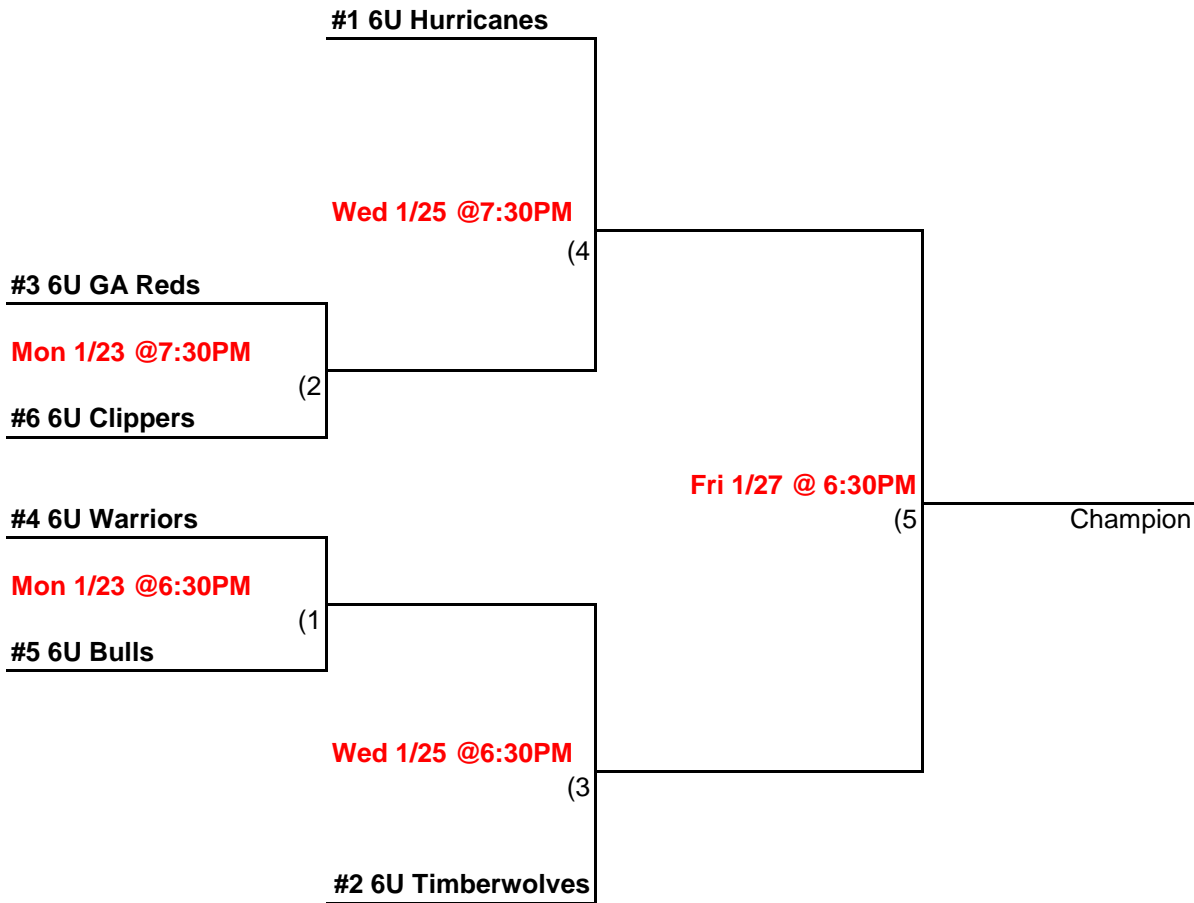 #1 6U Hurricanes
Wed 1/25 @7:30PM
(4
#3 6U GA Reds
Mon 1/23 @7:30PM
(2
#6 6U Clippers
Fri 1/27 @ 6:30PM
(5
Champion
#4 6U Warriors
Mon 1/23 @6:30PM
(1
#5 6U Bulls
Wed 1/25 @6:30PM
(3
#2 6U Timberwolves